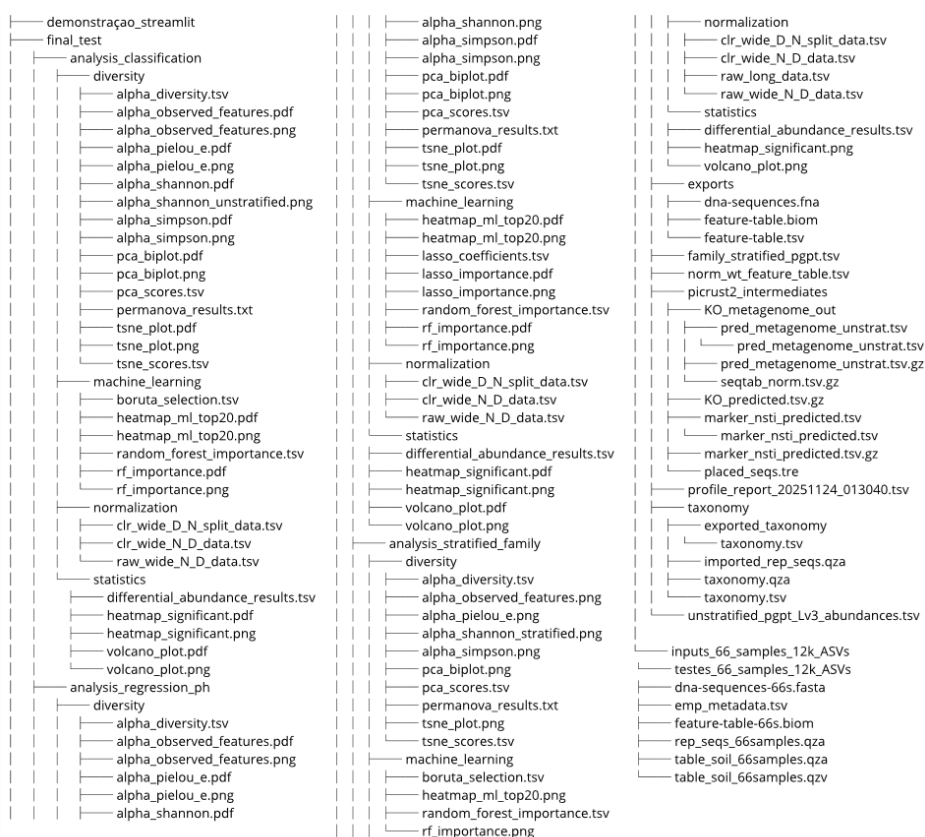 demonstraçao_streamlit
final_test
analysis_classification
diversity
alpha_diversity.tsv
alpha_observed_features.pdf
alpha_observed_features.png
alpha_pielou_e.pdf
alpha_pielou_e.png
alpha_shannon.pdf
alpha_shannon_unstratified.png
alpha_simpson.pdf
alpha_simpson.png
pca_biplot.pdf
pca_biplot.png
pca_scores.tsv
permanova_results.txt
tsne_plot.pdf
tsne_plot.png
tsne_scores.tsv
machine_learning
boruta_selection.tsv
heatmap_ml_top20.pdf
heatmap_ml_top20.png
random_forest_importance.tsv
rf_importance.pdf
rf_importance.png
normalization
clr_wide_D_N_split_data.tsv
clr_wide_N_D_data.tsv
raw_wide_N_D_data.tsv
statistics
differential_abundance_results.tsv
heatmap_significant.pdf
heatmap_significant.png
volcano_plot.pdf
volcano_plot.png
analysis_regression_ph
diversity
alpha_diversity.tsv
alpha_observed_features.pdf
alpha_observed_features.png
alpha_pielou_e.pdf
alpha_pielou_e.png
alpha_shannon.pdf
alpha_shannon.png
alpha_simpson.pdf
alpha_simpson.png
pca_biplot.pdf
pca_biplot.png
pca_scores.tsv
permanova_results.txt
tsne_plot.pdf
tsne_plot.png
tsne_scores.tsv
machine_learning
heatmap_ml_top20.pdf
heatmap_ml_top20.png
lasso_coefficients.tsv
lasso_importance.pdf
lasso_importance.png
random_forest_importance.tsv
rf_importance.pdf
rf_importance.png
normalization
clr_wide_D_N_split_data.tsv
clr_wide_N_D_data.tsv
raw_wide_N_D_data.tsv
statistics
differential_abundance_results.tsv
heatmap_significant.pdf
heatmap_significant.png
volcano_plot.pdf
volcano_plot.png
analysis_stratified_family
diversity
alpha_diversity.tsv
alpha_observed_features.png
alpha_pielou_e.png
alpha_shannon_stratified.png
alpha_simpson.png
pca_biplot.png
pca_scores.tsv
permanova_results.txt
tsne_plot.png
tsne_scores.tsv
machine_learning
boruta_selection.tsv
heatmap_ml_top20.png
random_forest_importance.tsv
rf_importance.png
normalization
clr_wide_D_N_split_data.tsv
clr_wide_N_D_data.tsv
raw_long_data.tsv
raw_wide_N_D_data.tsv
statistics
differential_abundance_results.tsv
heatmap_significant.png
volcano_plot.png
exports
dna-sequences.fna
feature-table.biom
feature-table.tsv
family_stratified_pgpt.tsv
norm_wt_feature_table.tsv
picrust2_intermediates
KO_metagenome_out
pred_metagenome_unstrat.tsv
pred_metagenome_unstrat.tsv
pred_metagenome_unstrat.tsv.gz
seqtab_norm.tsv.gz
KO_predicted.tsv.gz
marker_nsti_predicted.tsv
marker_nsti_predicted.tsv
marker_nsti_predicted.tsv.gz
placed_seqs.tre
profile_report_20251124_013040.tsv
taxonomy
exported_taxonomy
taxonomy.tsv
imported_rep_seqs.qza
taxonomy.qza
taxonomy.tsv
unstratified_pgpt_Lv3_abundances.tsv
inputs_66_samples_12k_ASVs
testes_66_samples_12k_ASVs
dna-sequences-66s.fasta
emp_metadata.tsv
feature-table-66s.biom
rep_seqs_66samples.qza
table_soil_66samples.qza
table_soil_66samples.qzv